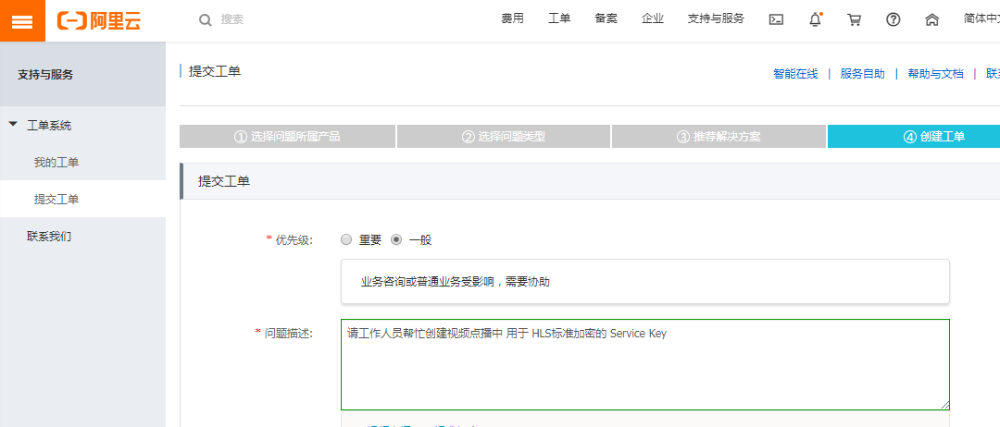 阿里云
搜索
费用 工单 备案 企业 支持与服务 简体中
支持与服务
工单系统
我的工单
提交工单
联系我们
提交工单
智能在线 | 服务自助 | 帮助与文档 |
① 选择问题所属产品 ② 选择问题类型 ③ 推荐解决方案 ④ 创建工单
提交工单
* 优先级: 重要 一般
业务咨询或普通业务受影响，需要协助
* 问题描述: 请工作人员帮忙创建视频点播中 用于 HLS标准加密的 Service Key